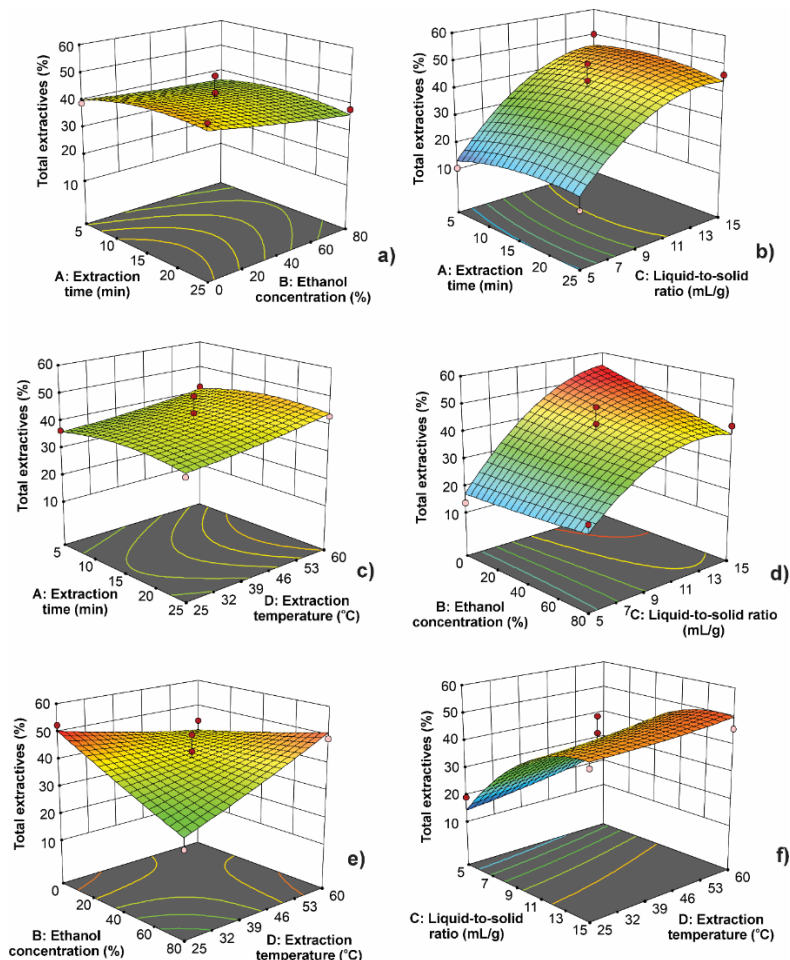 60
50
40
30
20
10
Total extractives (%)
5
10
15
20
25
A: Extraction
time (min)
0
20
40
60
80
B: Ethanol
concentration (%)
a)
60
50
40
30
20
10
Total extractives (%)
5
10
15
20
25
A: Extraction
time (min)
5
7
9
11
13
15
C: Liquid-to-solid
ratio (mL/g)
b)
60
50
40
30
20
10
Total extractives (%)
5
10
15
20
25
A: Extraction
time (min)
25
32
39
46
53
60
D: Extraction
temperature (°C)
c)
60
50
40
30
20
10
Total extractives (%)
0
20
40
60
80
B: Ethanol
concentration (%)
5
7
9
11
13
15
C: Liquid-to-solid ratio
(mL/g)
d)
60
50
40
30
20
10
Total extractives (%)
0
20
40
60
80
B: Ethanol
concentration (%)
25
32
39
46
53
60
D: Extraction
temperature (°C)
e)
60
50
40
30
20
10
Total extractives (%)
5
7
9
11
13
15
C: Liquid-to-solid
ratio (mL/g)
25
32
39
46
53
60
D: Extraction
temperature (°C)
f)